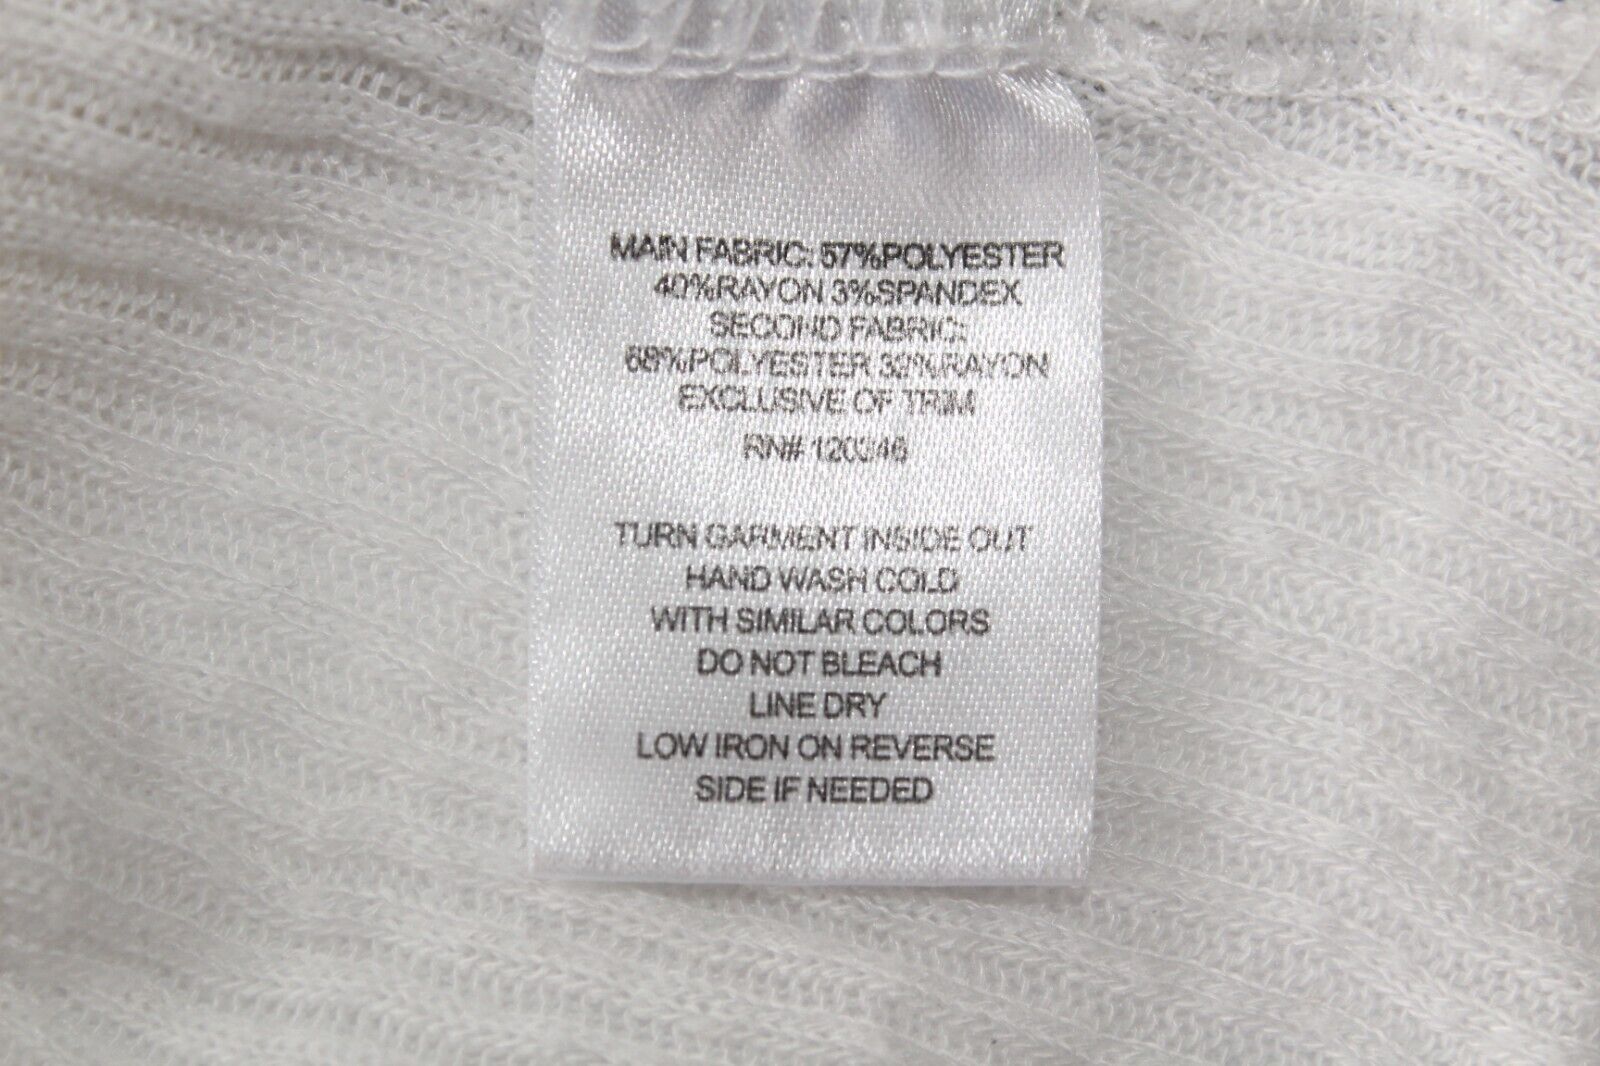 MAIN FABRIC: 57%POLYESTER
40%RAYON 3%SPANDEX
SECOND FABRIC:
68%POLYESTER 32%RAYON
EXCLUSIVE OF TRIM
RN# 120346
TURN GARMENT INSIDE OUT
HAND WASH COLD
WITH SIMILAR COLORS
DO NOT BLEACH
LINE DRY
LOW IRON ON REVERSE
SIDE IF NEEDED